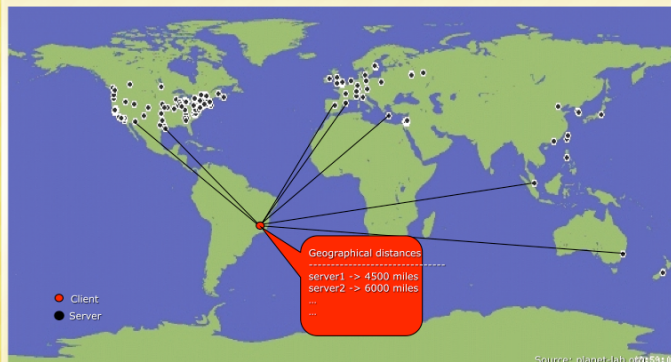 Geographical distances
--------------------------------
server1 -> 4500 miles
server2 -> 6000 miles
...
...
Client
Server
Source: planet-lab.org